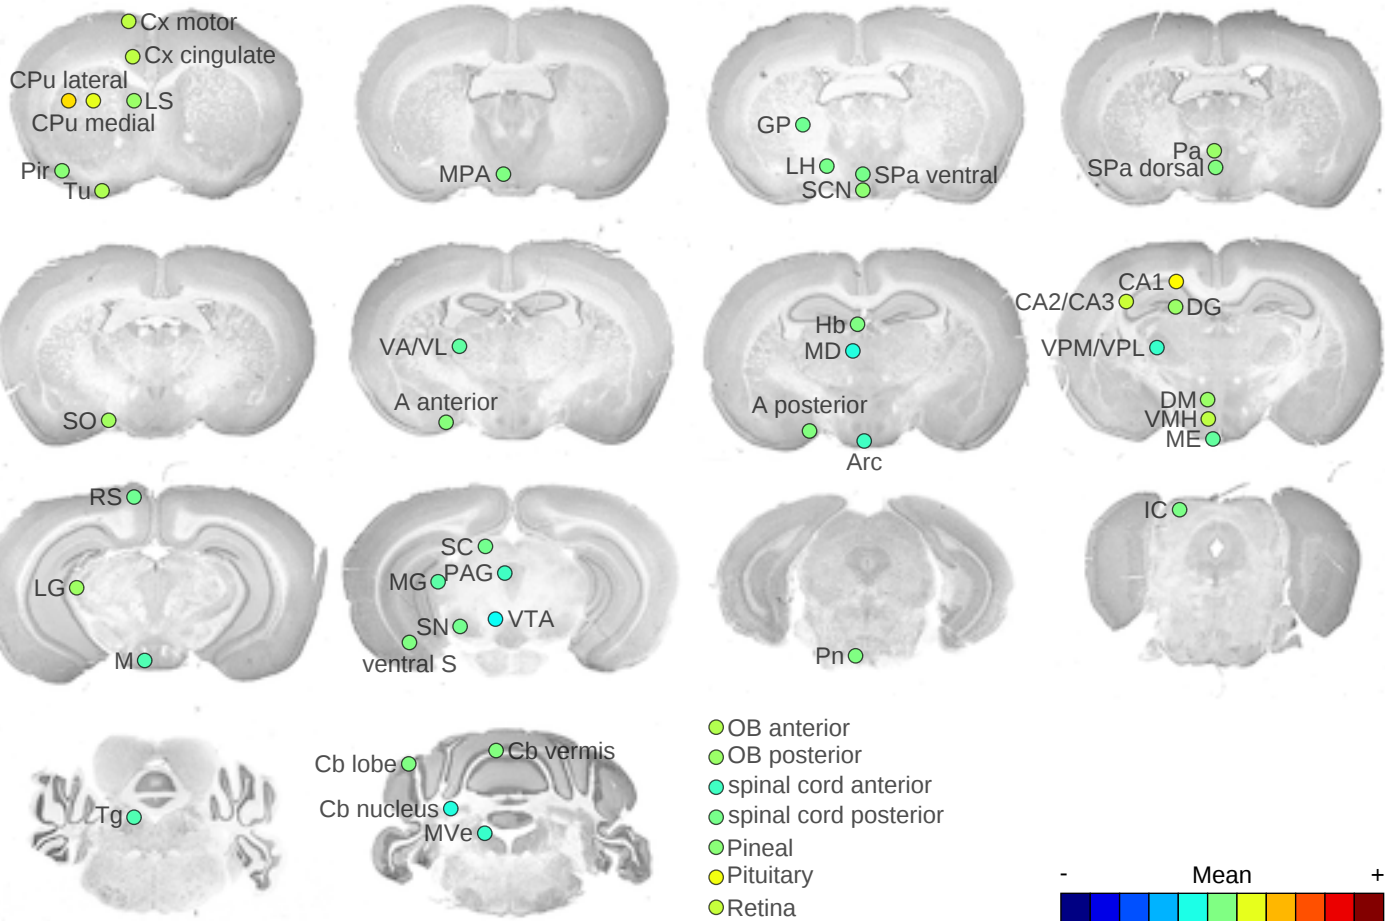 Cx motor
Cx cingulate
CPu lateral
LS
CPu medial
Pir
Tu
MPA
GP
LH
SPa ventral
SCN
Pa
SPa dorsal
SO
VA/VL
A anterior
Hb
MD
A posterior
Arc
CA1
CA2/CA3
DG
VPM/VPL
DM
VMH
ME
RS
LG
M
SC
MG
PAG
SN
VTA
ventral S
Pn
IC
Tg
Cb lobe
Cb vermis
Cb nucleus
MVe
OB anterior
OB posterior
spinal cord anterior
spinal cord posterior
Pineal
Pituitary
Retina
- Mean +